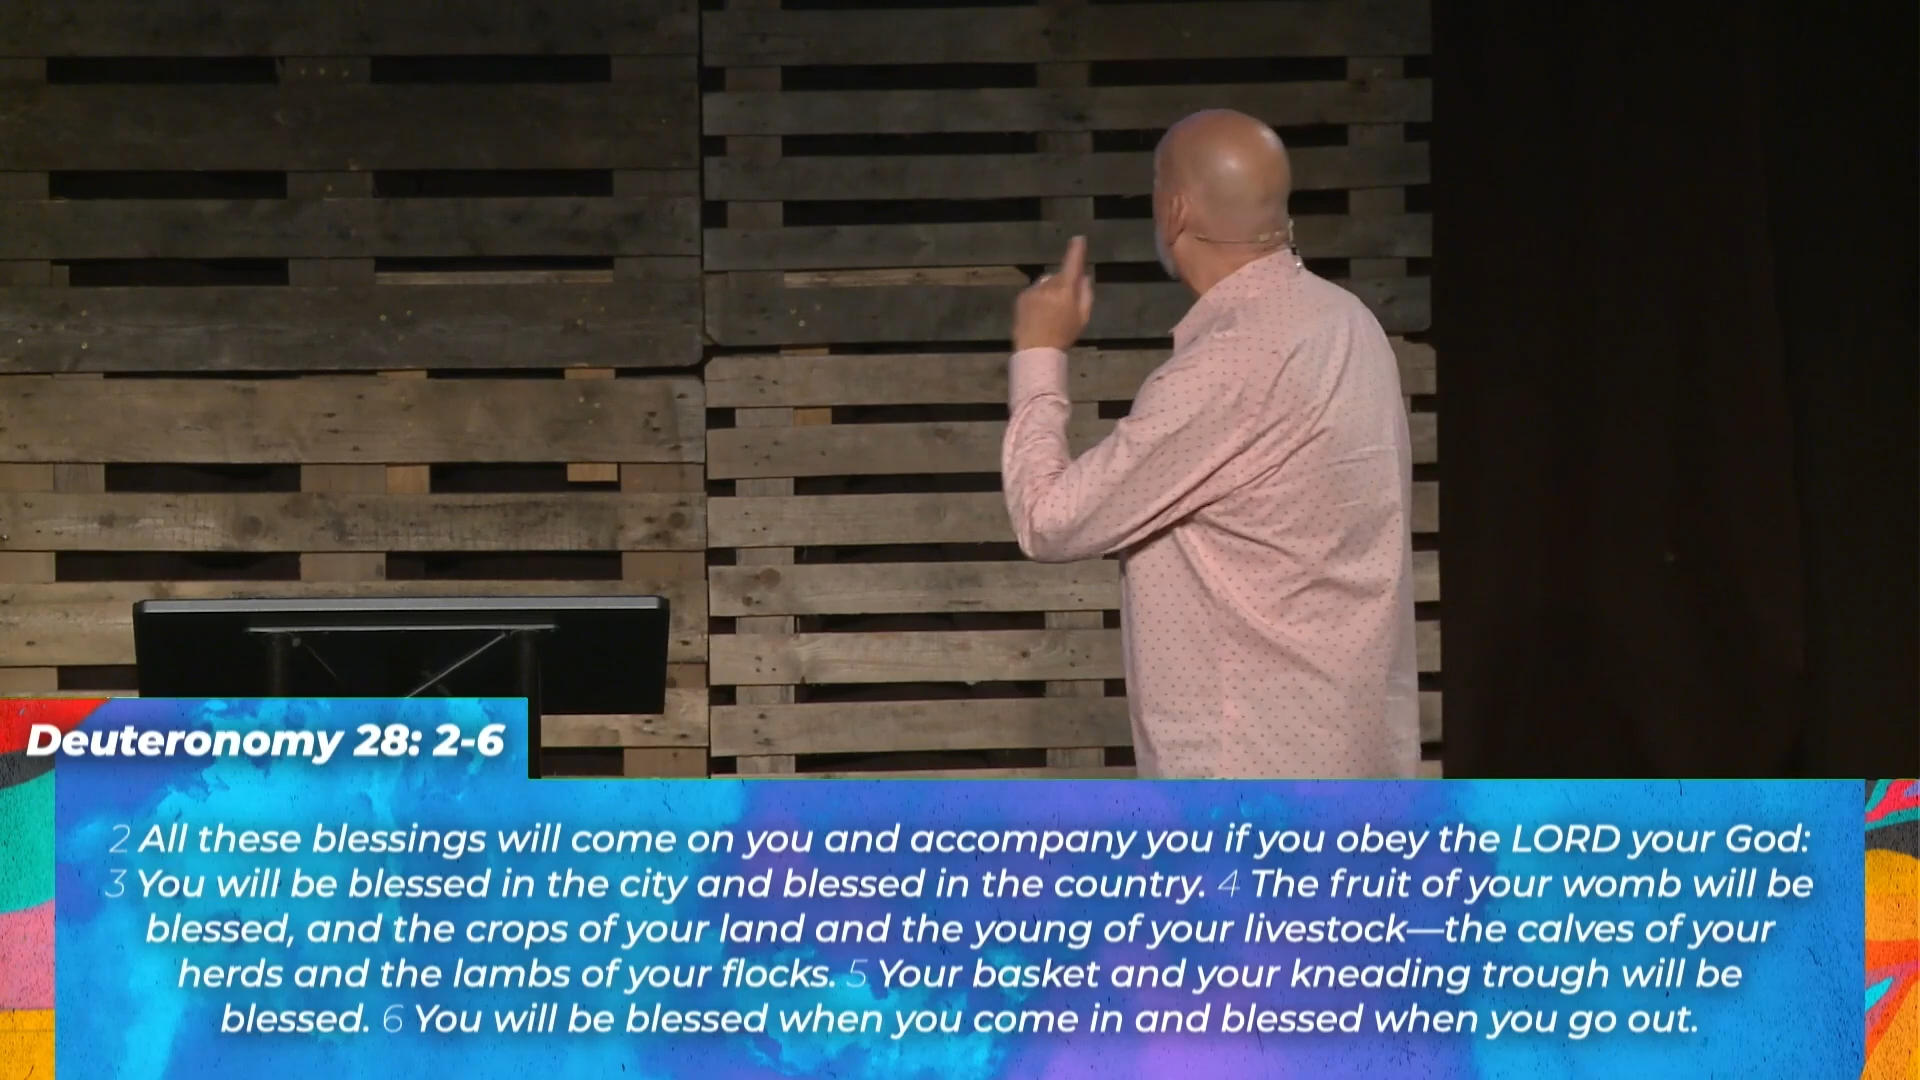 Deuteronomy 28: 2-6
2 All these blessings will come on you and accompany you if you obey the LORD your God:
3 You will be blessed in the city and blessed in the country. 4 The fruit of your womb will be
blessed, and the crops of your land and the young of your livestock—the calves of your
herds and the lambs of your flocks. 5 Your basket and your kneading trough will be
blessed. 6 You will be blessed when you come in and blessed when you go out.